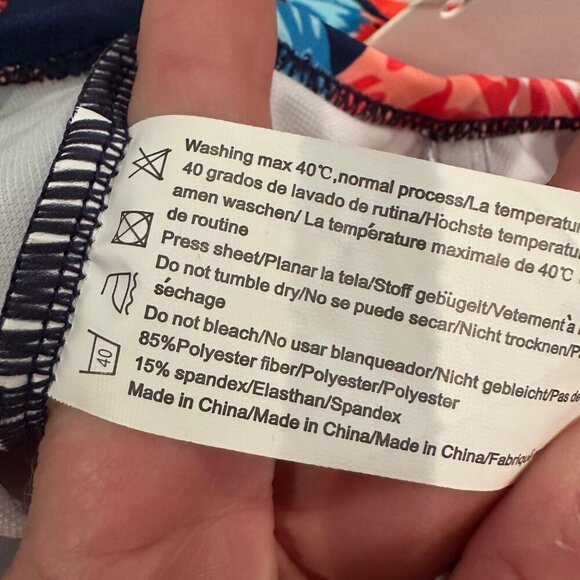 Washing max 40℃,normal process/La temperatur
40 grados de lavado de rutina/Höchste temperatu
amen waschen/ La température maximale de 40℃
de routine
Press sheet/Planar la tela/Stoff gebügelt/Vetement à
Do not tumble dry/No se puede secar/Nicht trocknen/P
séchage
Do not bleach/No usar blanqueador/Nicht gebleicht/Pas de
85%Polyester fiber/Polyester/Polyester
15% spandex/Elasthan/Spandex
Made in China/Made in China/Made in China/Fabriqué
40